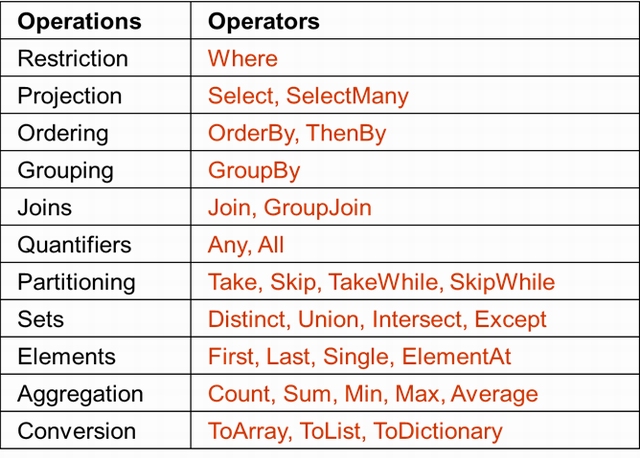 Operations Operators
Restriction Where
Projection Select, SelectMany
Ordering OrderBy, ThenBy
Grouping GroupBy
Joins Join, GroupJoin
Quantifiers Any, All
Partitioning Take, Skip, TakeWhile, SkipWhile
Sets Distinct, Union, Intersect, Except
Elements First, Last, Single, ElementAt
Aggregation Count, Sum, Min, Max, Average
Conversion ToArray, ToList, ToDictionary